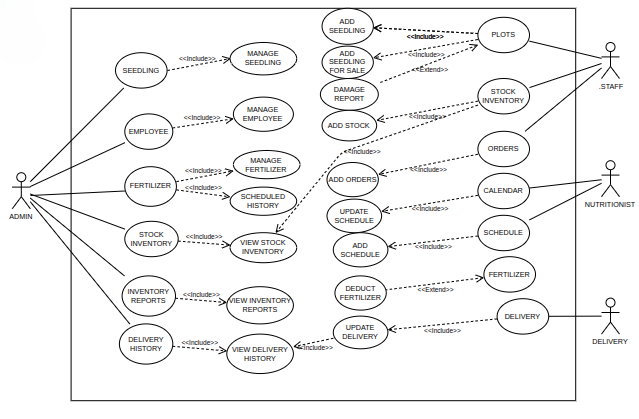 ADD
SEEDLING
<<Include>>
PLOTS
<<Include>>
MANAGE
SEEDLING
SEEDLING
ADD
SEEDLING
FOR SALE
<<Include>>
<<Extend>>
.STAFF
DAMAGE
REPORT
STOCK
INVENTORY
EMPLOYEE
<<Include>>
MANAGE
EMPLOYEE
ADD STOCK
<<Include>>
<<Include>>
ORDERS
FERTILIZER
<<Include>>
MANAGE
FERTILIZER
<<Include>>
SCHEDULED
HISTORY
ADD ORDERS
<<Include>>
CALENDAR
NUTRITIONIST
ADMIN
UPDATE
SCHEDULE
<<Include>>
STOCK
INVENTORY
<<Include>>
VIEW STOCK
INVENTORY
ADD
SCHEDULE
<<Include>>
SCHEDULE
FERTILIZER
INVENTORY
REPORTS
<<Include>>
VIEW INVENTORY
REPORTS
DEDUCT
FERTILIZER
<<Extend>>
DELIVERY
DELIVERY
HISTORY
<<Include>>
VIEW DELIVERY
HISTORY
<<Include>>
UPDATE
DELIVERY
<<Include>>
DELIVERY